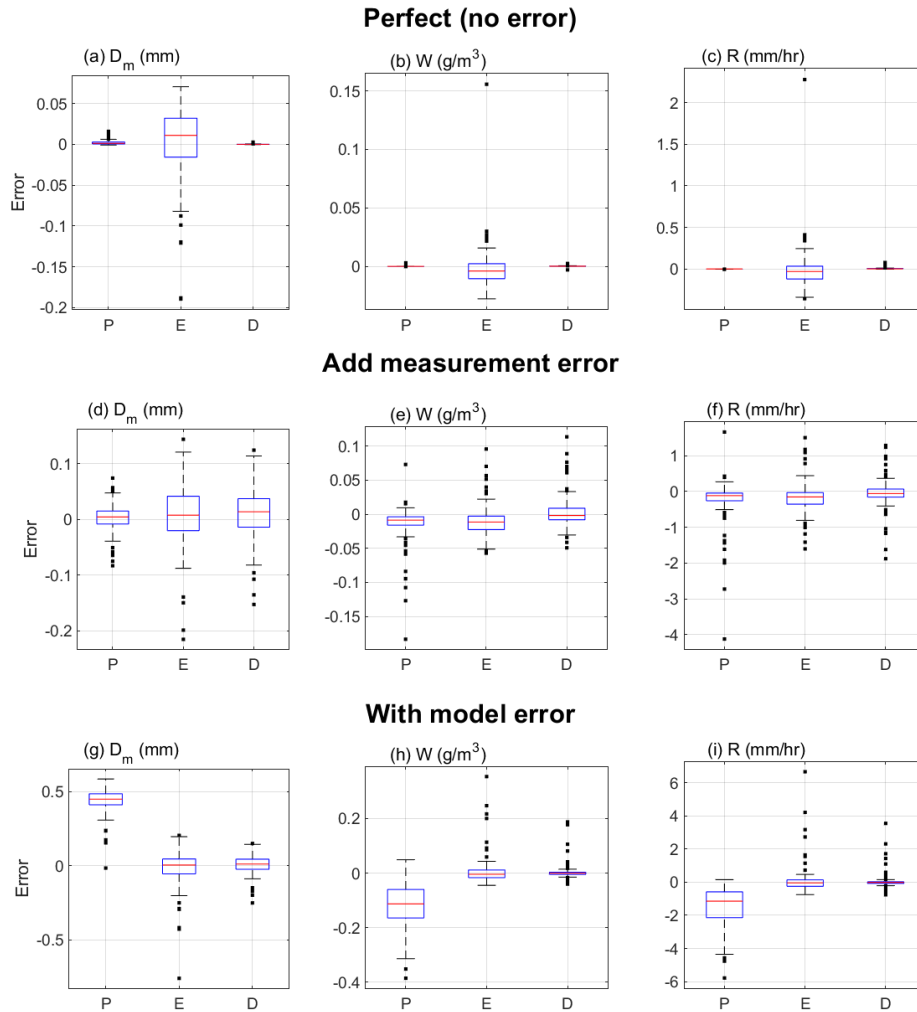 Perfect (no error)
(a) D_m (mm)
(b) W (g/m^3)
(c) R (mm/hr)
Error
0.05
0
-0.05
-0.1
-0.15
-0.2
P E D
0.15
0.1
0.05
0
P E D
2
1.5
1
0.5
0
P E D
Add measurement error
(d) D_m (mm)
(e) W (g/m^3)
(f) R (mm/hr)
Error
0.1
0
-0.1
-0.2
P E D
0.1
0.05
0
-0.05
-0.1
-0.15
P E D
1
0
-1
-2
-3
-4
P E D
With model error
(g) D_m (mm)
(h) W (g/m^3)
(i) R (mm/hr)
Error
0.5
0
-0.5
P E D
0.2
0
-0.2
-0.4
P E D
6
4
2
0
-2
-4
-6
P E D